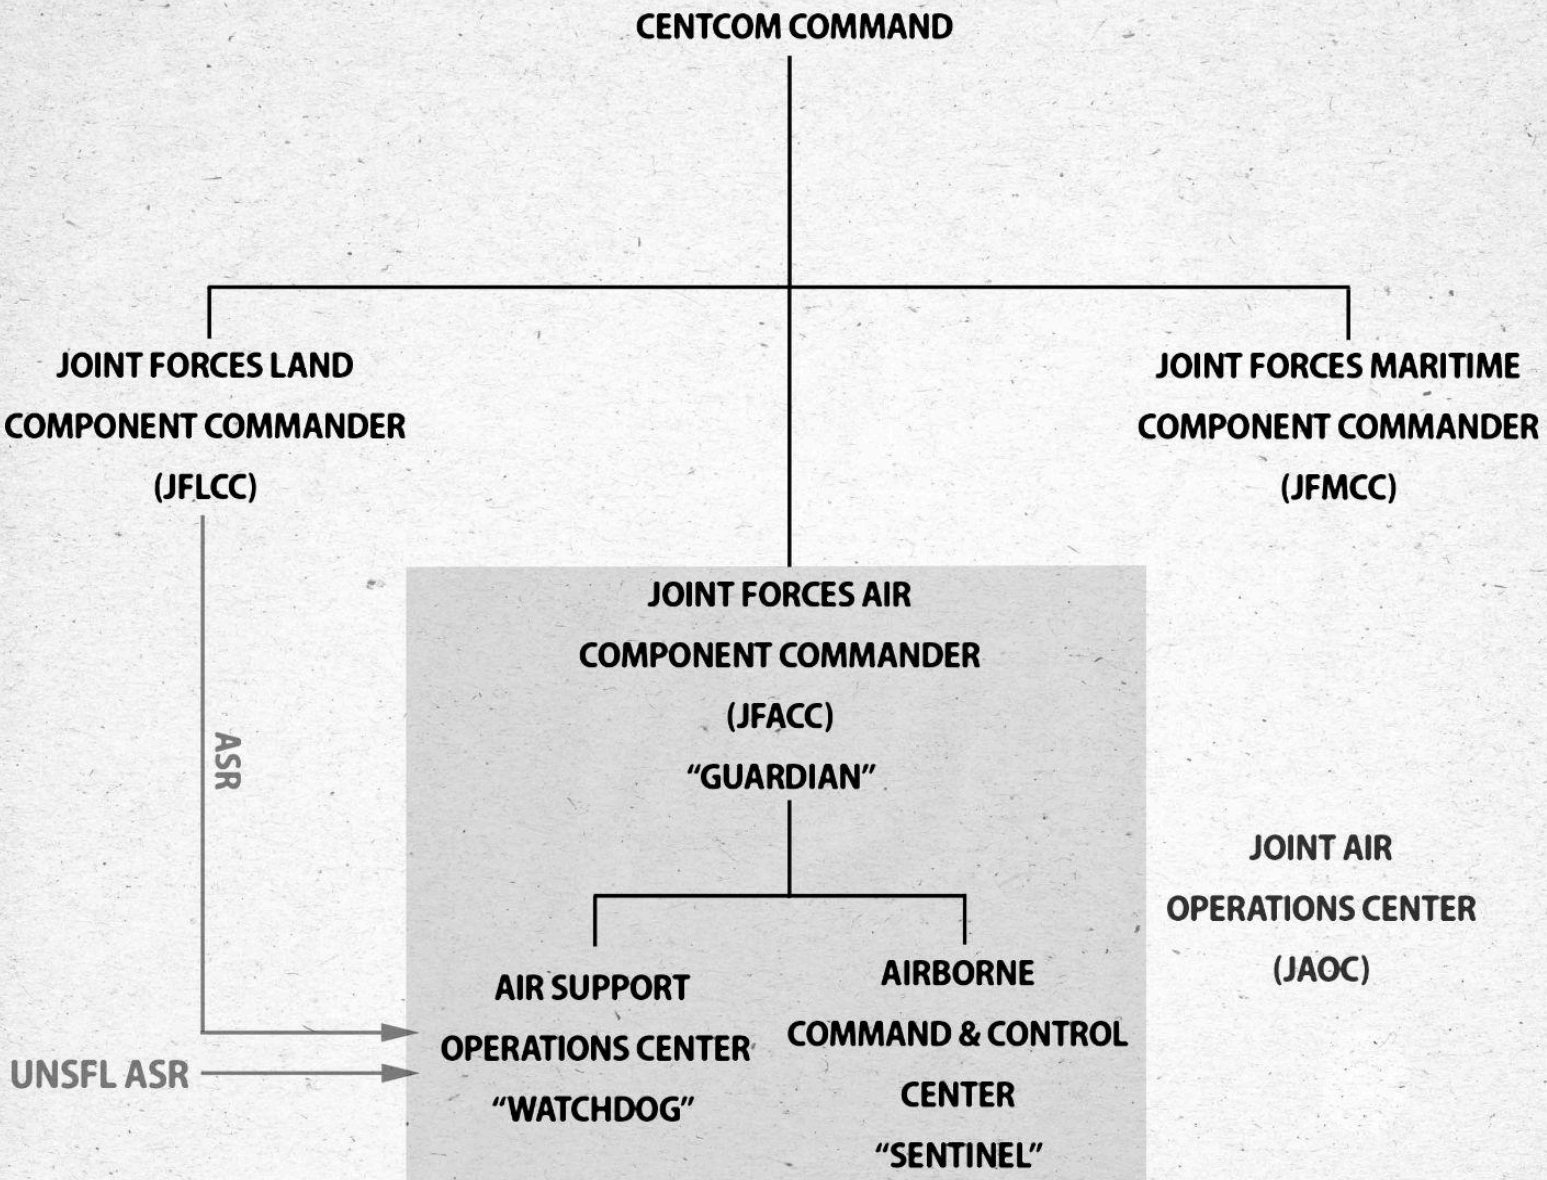 CENTCOM COMMAND
JOINT FORCES LAND
COMPONENT COMMANDER
(JFLCC)
JOINT FORCES MARITIME
COMPONENT COMMANDER
(JFMCC)
JOINT FORCES AIR
COMPONENT COMMANDER
(JFACC)
“GUARDIAN”
ASR
JOINT AIR
OPERATIONS CENTER
(JAOC)
AIR SUPPORT
OPERATIONS CENTER
“WATCHDOG”
AIRBORNE
COMMAND & CONTROL
CENTER
“SENTINEL”
UNSFL ASR